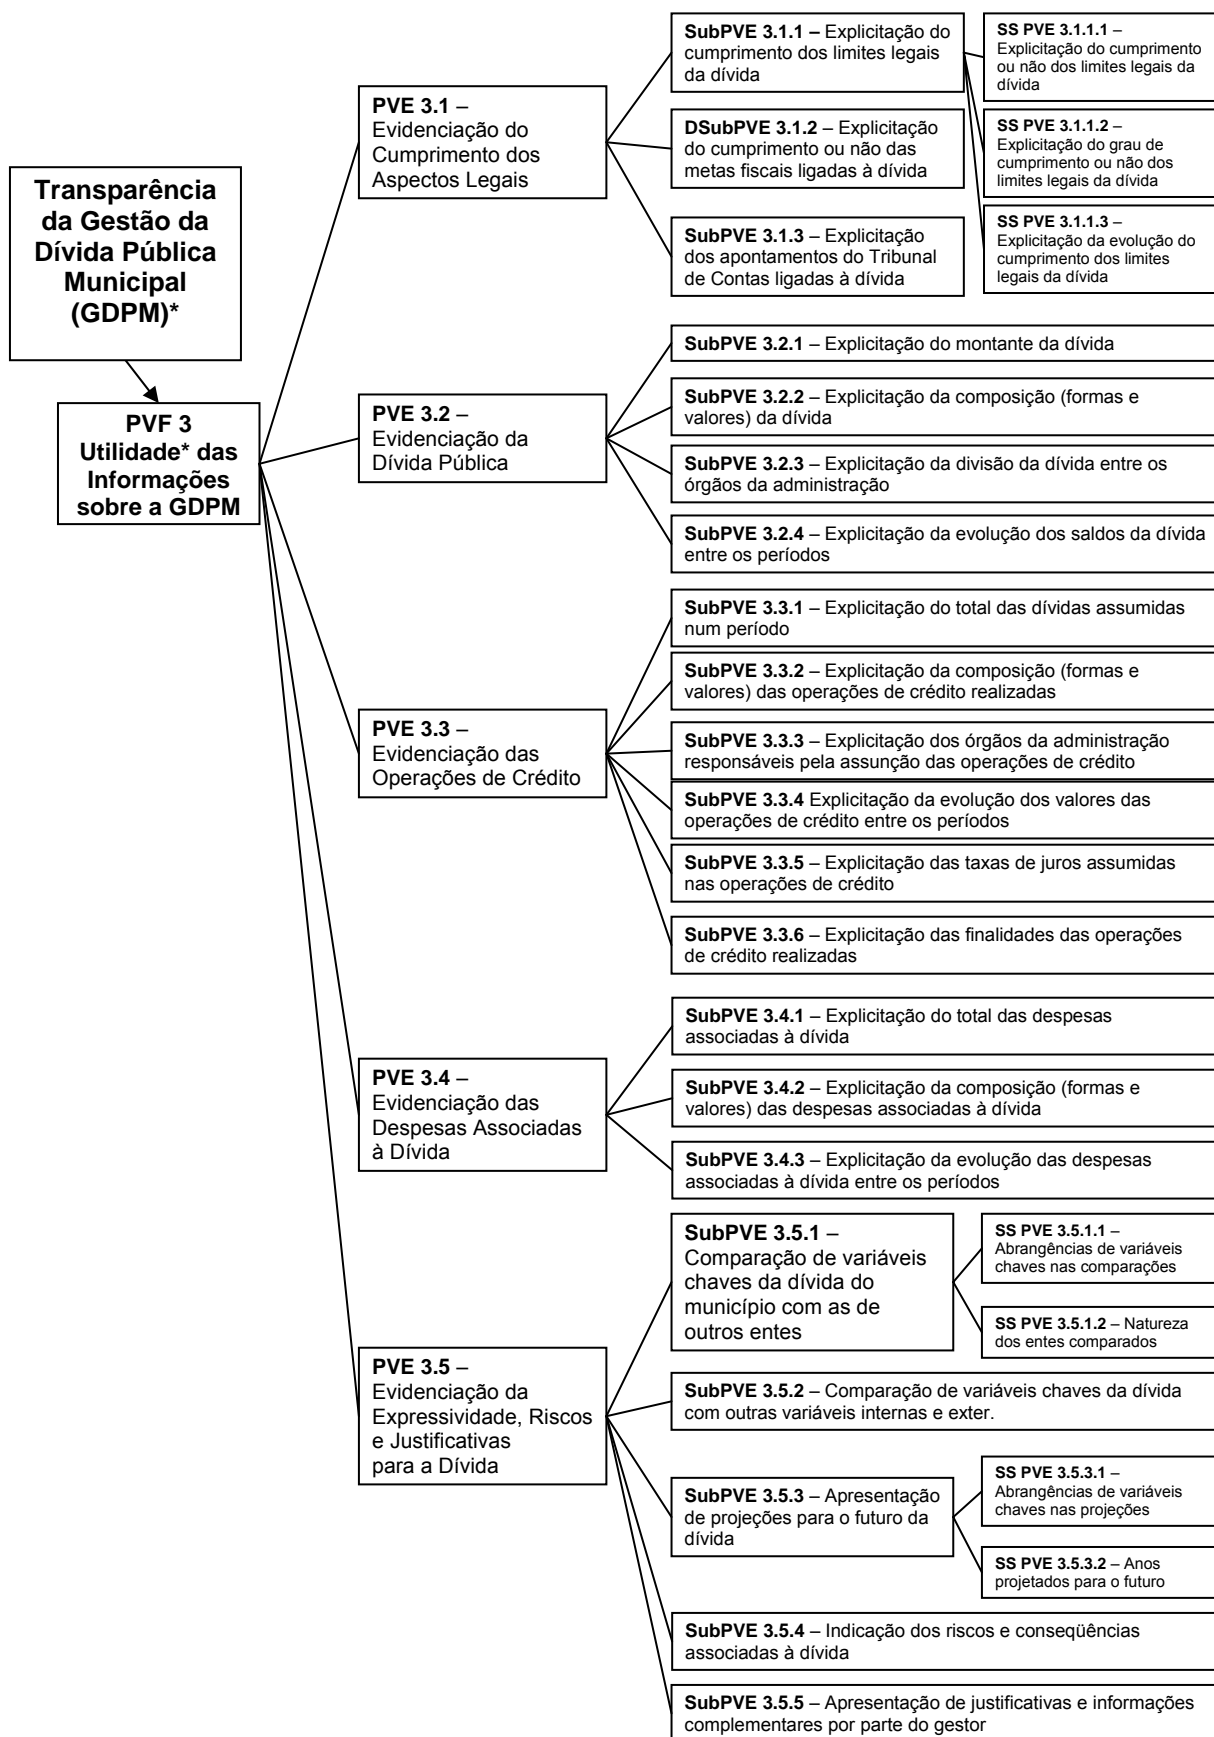 Transparência
da Gestão da
Dívida Pública
Municipal
(GDPM)*
PVF 3
Utilidade* das
Informações
sobre a GDPM
PVE 3.1 –
Evidenciação do
Cumprimento dos
Aspectos Legais
SubPVE 3.1.1 – Explicitação do
cumprimento dos limites legais
da dívida
SS PVE 3.1.1.1 –
Explicitação do cumprimento
ou não dos limites legais da
dívida
SS PVE 3.1.1.2 –
Explicitação do grau de
cumprimento ou não dos
limites legais da dívida
SS PVE 3.1.1.3 –
Explicitação da evolução do
cumprimento dos limites
legais da dívida
DSubPVE 3.1.2 – Explicitação
do cumprimento ou não das
metas fiscais ligadas à dívida
SubPVE 3.1.3 – Explicitação
dos apontamentos do Tribunal
de Contas ligadas à dívida
PVE 3.2 –
Evidenciação da
Dívida Pública
SubPVE 3.2.1 – Explicitação do montante da dívida
SubPVE 3.2.2 – Explicitação da composição (formas e
valores) da dívida
SubPVE 3.2.3 – Explicitação da divisão da dívida entre os
órgãos da administração
SubPVE 3.2.4 – Explicitação da evolução dos saldos da dívida
entre os períodos
PVE 3.3 –
Evidenciação das
Operações de Crédito
SubPVE 3.3.1 – Explicitação do total das dívidas assumidas
num período
SubPVE 3.3.2 – Explicitação da composição (formas e
valores) das operações de crédito realizadas
SubPVE 3.3.3 – Explicitação dos órgãos da administração
responsáveis pela assunção das operações de crédito
SubPVE 3.3.4 Explicitação da evolução dos valores das
operações de crédito entre os períodos
SubPVE 3.3.5 – Explicitação das taxas de juros assumidas
nas operações de crédito
SubPVE 3.3.6 – Explicitação das finalidades das operações
de crédito realizadas
PVE 3.4 –
Evidenciação das
Despesas Associadas
à Dívida
SubPVE 3.4.1 – Explicitação do total das despesas
associadas à dívida
SubPVE 3.4.2 – Explicitação da composição (formas e
valores) das despesas associadas à dívida
SubPVE 3.4.3 – Explicitação da evolução das despesas
associadas à dívida entre os períodos
PVE 3.5 –
Evidenciação da
Expressividade, Riscos
e Justificativas
para a Dívida
SubPVE 3.5.1 –
Comparação de variáveis
chaves da dívida do
município com as de
outros entes
SS PVE 3.5.1.1 –
Abrangências de variáveis
chaves nas comparações
SS PVE 3.5.1.2 – Natureza
dos entes comparados
SubPVE 3.5.2 – Comparação de variáveis chaves da dívida
com outras variáveis internas e exter.
SubPVE 3.5.3 – Apresentação
de projeções para o futuro da
dívida
SS PVE 3.5.3.1 –
Abrangências de variáveis
chaves nas projeções
SS PVE 3.5.3.2 – Anos
projetados para o futuro
SubPVE 3.5.4 – Indicação dos riscos e conseqüências
associadas à dívida
SubPVE 3.5.5 – Apresentação de justificativas e informações
complementares por parte do gestor